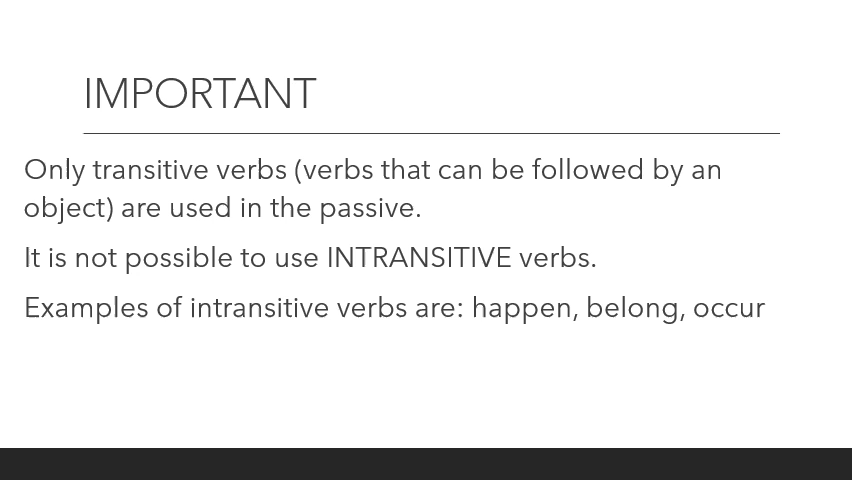 IMPORTANT
Only transitive verbs (verbs that can be followed by an
object) are used in the passive.
It is not possible to use INTRANSITIVE verbs.
Examples of intransitive verbs are: happen, belong, occur